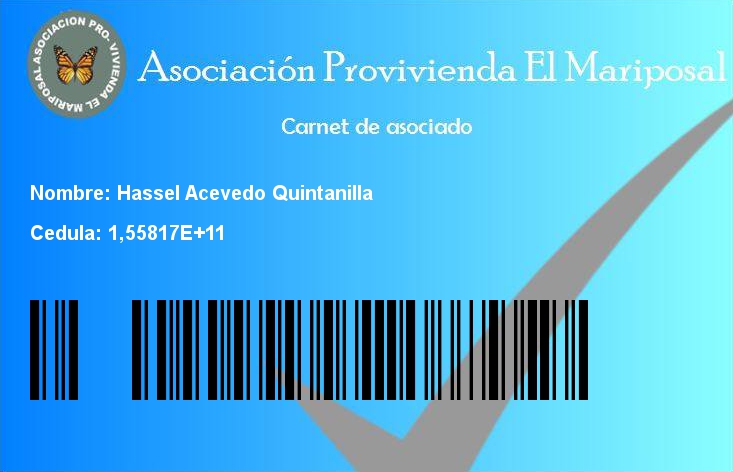 ASOCIACION PRO. VIVIENDA EL MARIPOSAL
Asociación Provivienda El Mariposal
Carnet de asociado
Nombre: Hassel Acevedo Quintanilla
Cedula: 1,55817E+11